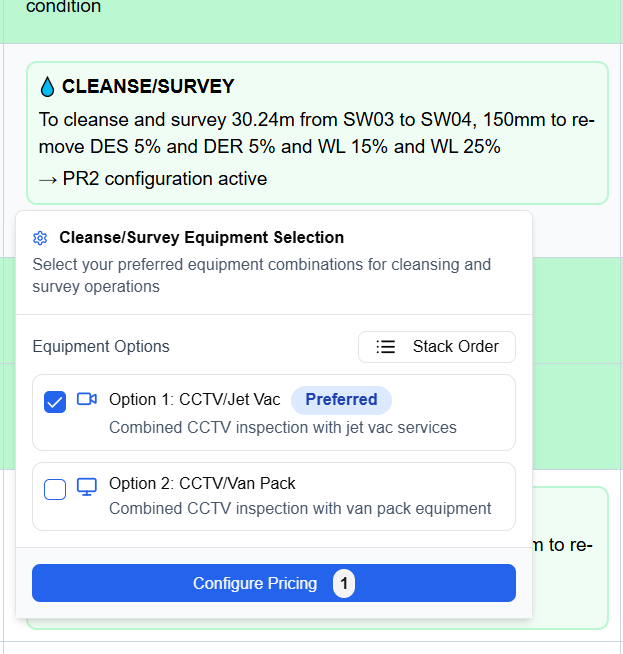 condition
CLEANSE/SURVEY
To cleanse and survey 30.24m from SW03 to SW04, 150mm to re-
move DES 5% and DER 5% and WL 15% and WL 25%
→ PR2 configuration active
Cleanse/Survey Equipment Selection
Select your preferred equipment combinations for cleansing and
survey operations
Equipment Options
Stack Order
Option 1: CCTV/Jet Vac Preferred
Combined CCTV inspection with jet vac services
Option 2: CCTV/Van Pack
Combined CCTV inspection with van pack equipment
m to re-
Configure Pricing 1